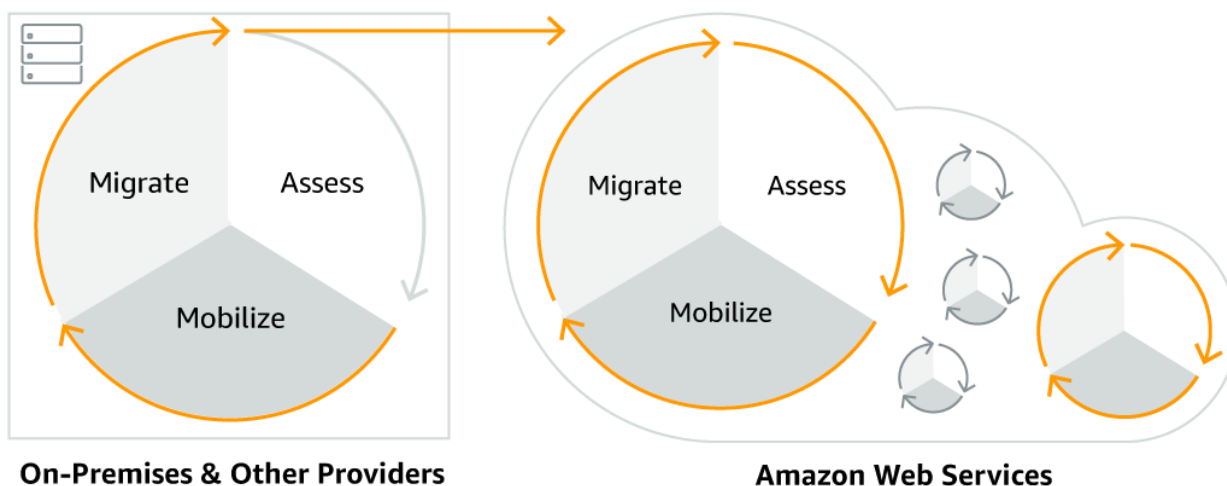 Migrate
Assess
Mobilize
Migrate
Assess
Mobilize
On-Premises & Other Providers
Amazon Web Services